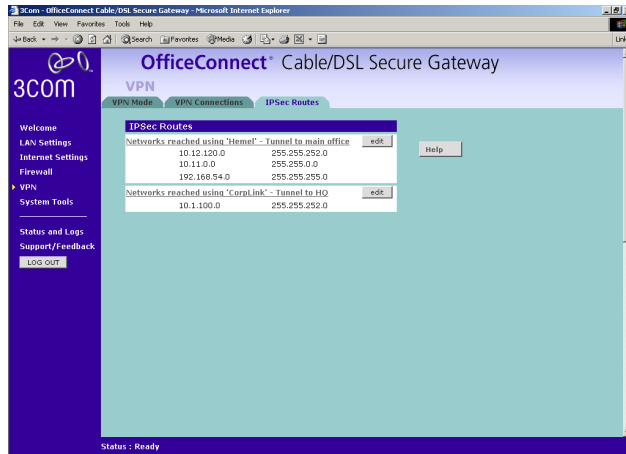 3Com - OfficeConnect Cable/DSL Secure Gateway - Microsoft Internet Explorer
File Edit View Favorites Tools Help
Back Search Favorites Media
3COM
OfficeConnect Cable/DSL Secure Gateway
VPN
VPN Mode VPN Connections IPSec Routes
Welcome
LAN Settings
Internet Settings
Firewall
VPN
System Tools
Status and Logs
Support/Feedback
LOG OUT
IPSec Routes
Networks reached using 'Hemel' - Tunnel to main office edit
10.12.120.0 255.255.252.0
10.11.0.0 255.255.0.0
192.168.54.0 255.255.255.0
Networks reached using 'CorpLink' - Tunnel to HQ edit
10.1.100.0 255.255.252.0
Help
Status : Ready